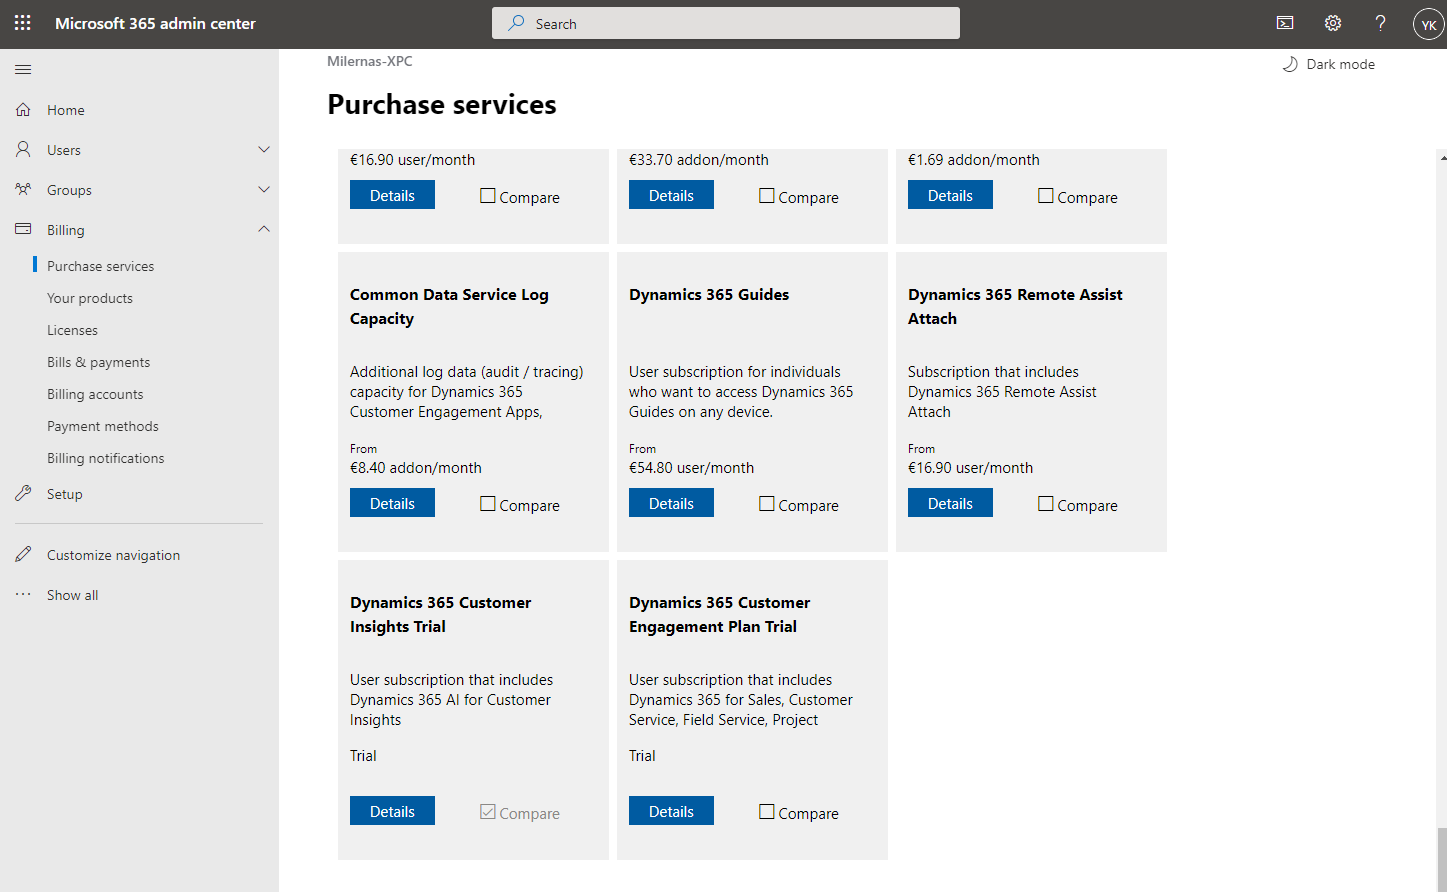 Microsoft 365 admin center
Search
YK
Milernas-XPC
Dark mode
Purchase services
Home
Users
Groups
Billing
Purchase services
Your products
Licenses
Bills & payments
Billing accounts
Payment methods
Billing notifications
Setup
Customize navigation
Show all
€16.90 user/month
Details
Compare
€33.70 addon/month
Details
Compare
€1.69 addon/month
Details
Compare
Common Data Service Log
Capacity
Additional log data (audit / tracing)
capacity for Dynamics 365
Customer Engagement Apps,
From
€8.40 addon/month
Details
Compare
Dynamics 365 Guides
User subscription for individuals
who want to access Dynamics 365
Guides on any device.
From
€54.80 user/month
Details
Compare
Dynamics 365 Remote Assist
Attach
Subscription that includes
Dynamics 365 Remote Assist
Attach
From
€16.90 user/month
Details
Compare
Dynamics 365 Customer
Insights Trial
User subscription that includes
Dynamics 365 AI for Customer
Insights
Trial
Details
Compare
Dynamics 365 Customer
Engagement Plan Trial
User subscription that includes
Dynamics 365 for Sales, Customer
Service, Field Service, Project
Trial
Details
Compare